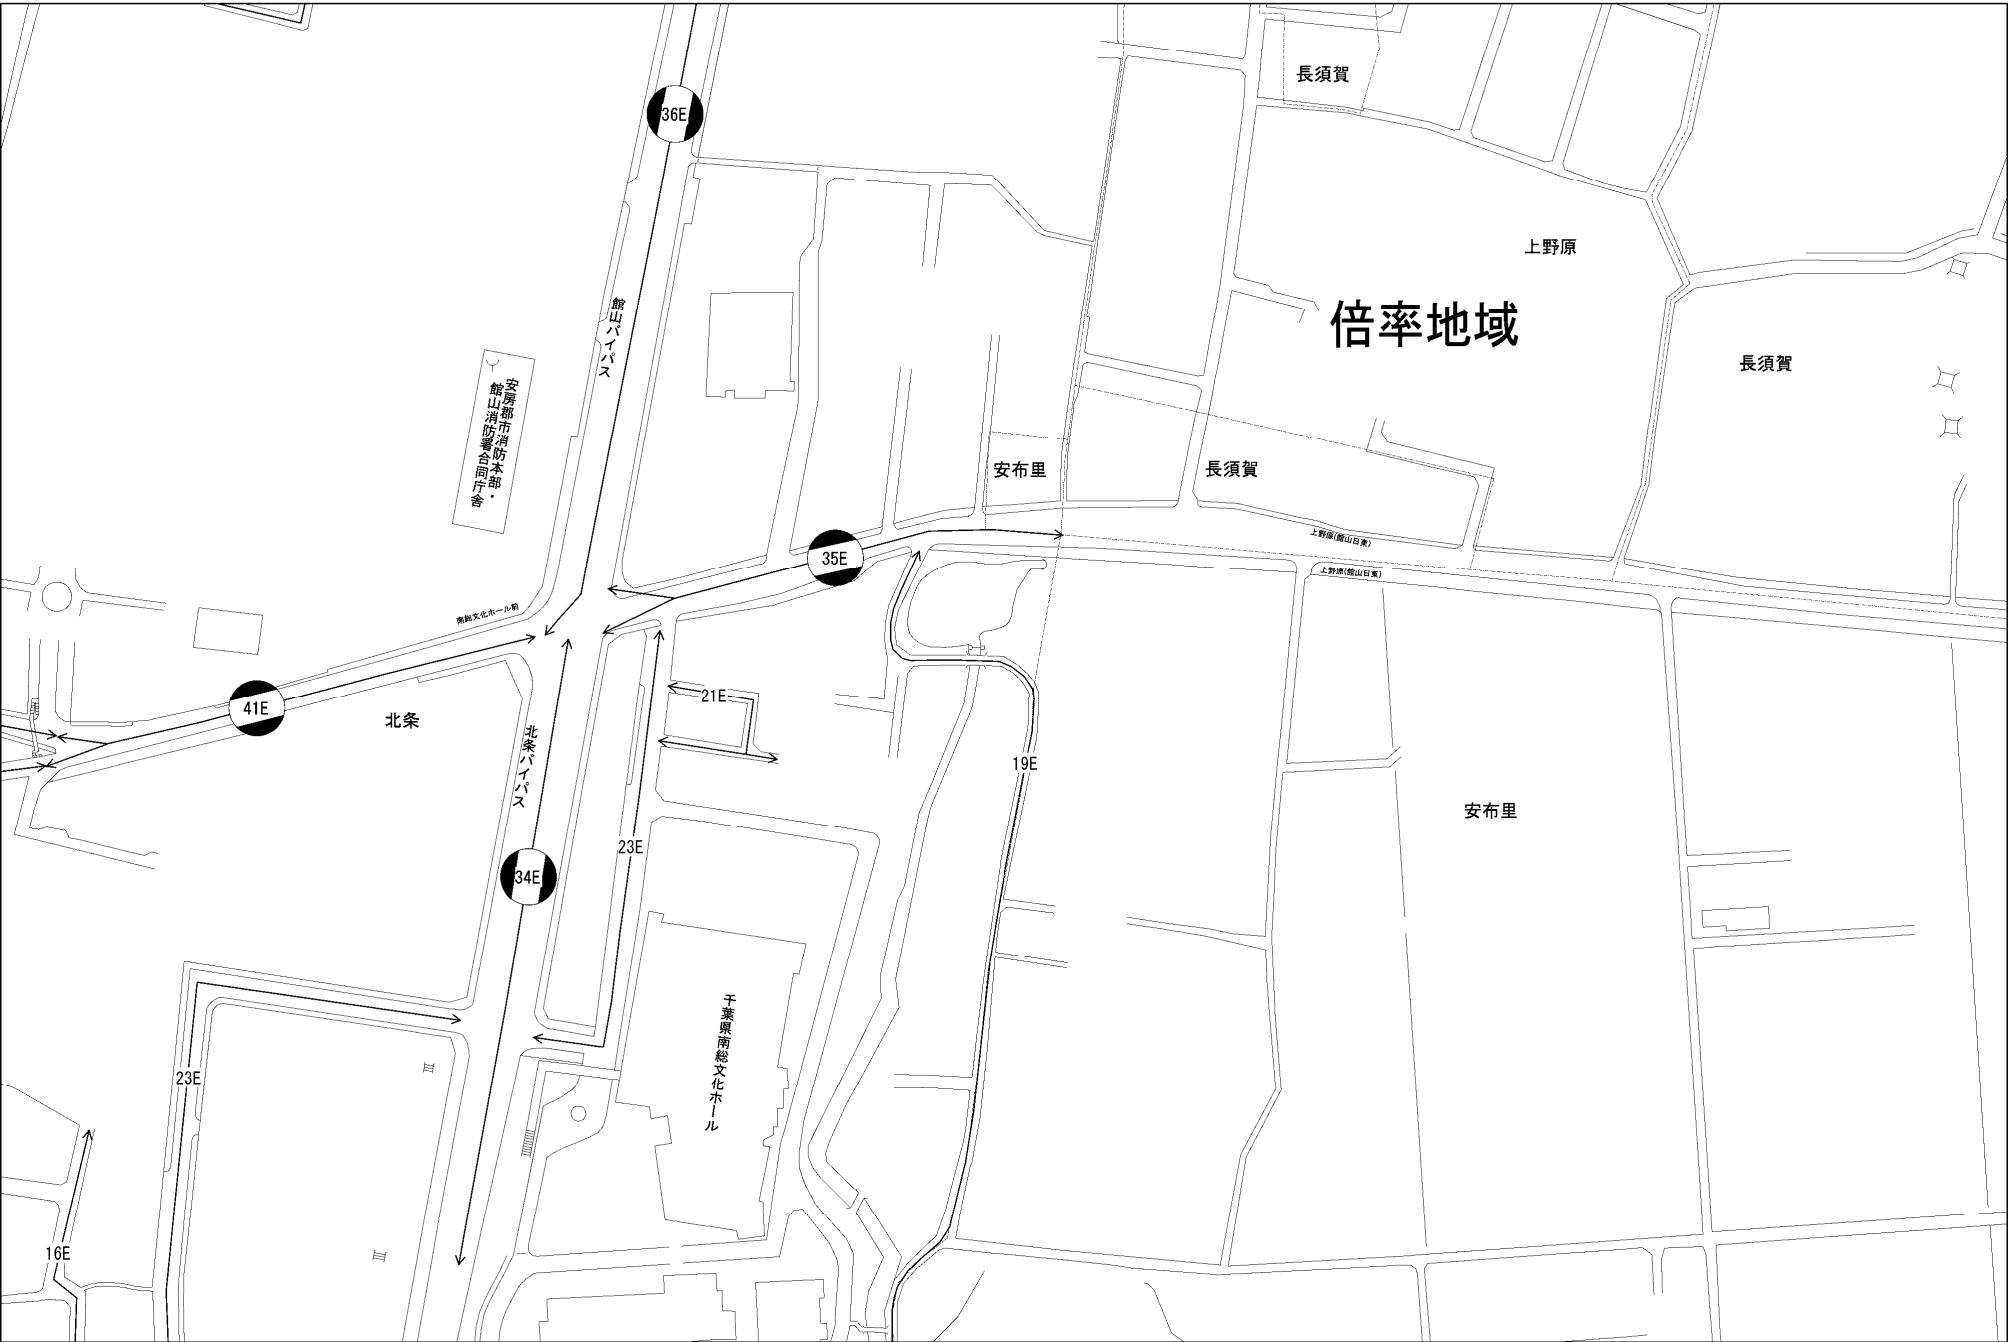 36E
長須賀
上野原
倍率地域
館山バイパス
長須賀
安房郡市消防本部・
館山消防署合同庁舎
安布里
長須賀
上野原(館山日東)
35E
上野原(館山日東)
南総文化ホール前
21E
41E
北条
北条バイパス
19E
安布里
23E
34E
千葉県南総文化ホール
23E
16E